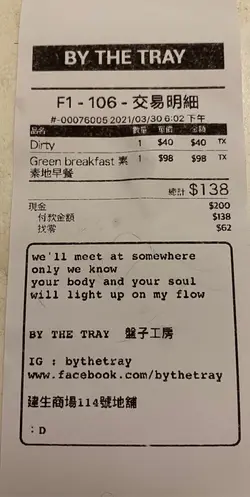 BY THE TRAY
F1 - 106 - 交易明細
#-00076006 2021/03/30 6:02 下午
品名 數量 單價 金額
Dirty 1 $40 $40 TX
Green breakfast 素 1 $98 $98 TX
素地早餐
總計 $138
現金 $200
付款金額 $138
找零 $62
we'll meet at somewhere
only we know
your body and your soul
will light up on my flow
BY THE TRAY 盤子工房
IG : bythetray
www.facebook.com/bythetray
建生商場114號地舖
:D